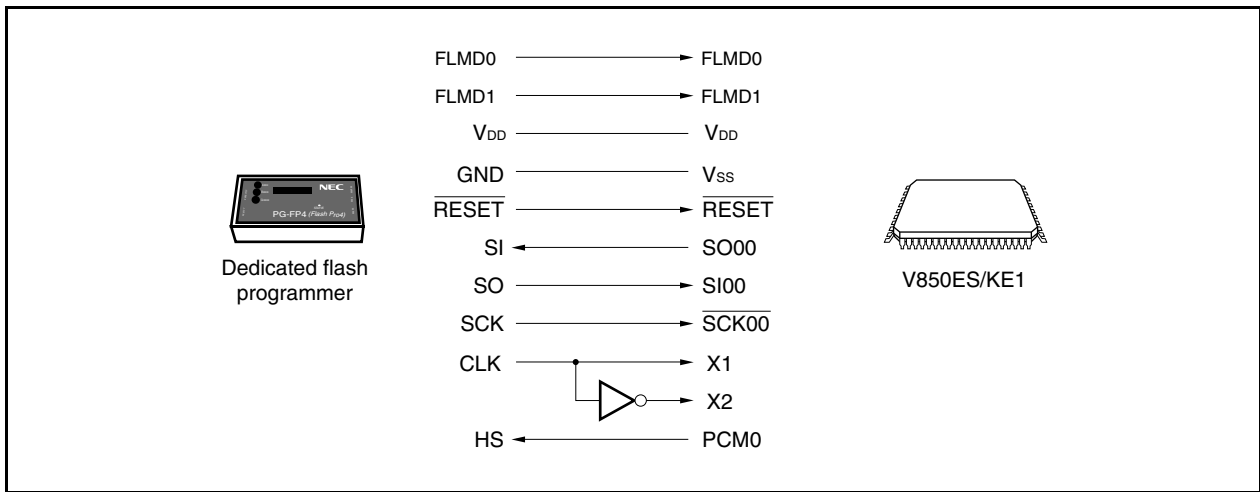 FLMD0 FLMD0
FLMD1 FLMD1
VDD VDD
GND VSS
RESET RESET
SI SO00
SO SI00
SCK SCK00
CLK X1
X2
HS PCM0
NEC
PG-FP4 (Flash Pro4)
Dedicated flash
programmer
V850ES/KE1